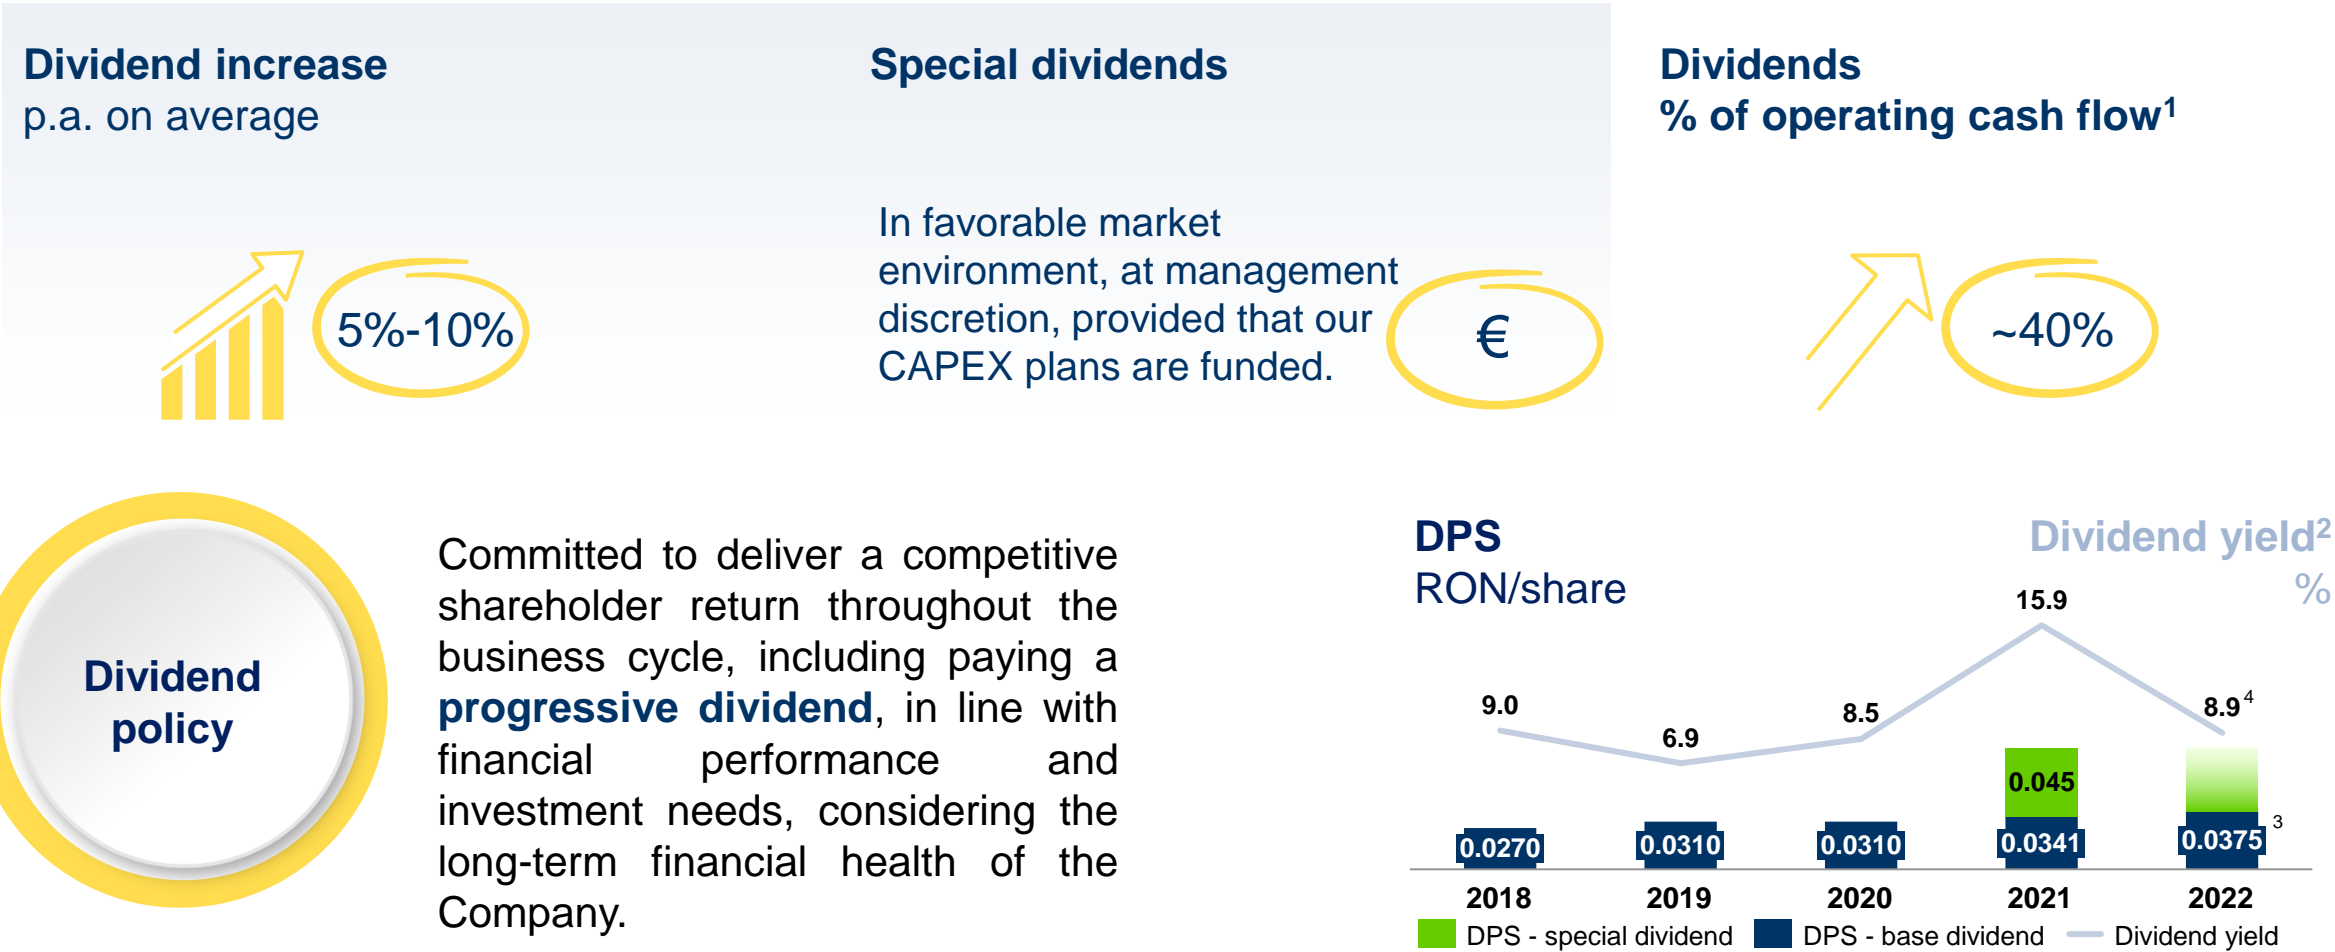 Dividend increase
p.a. on average
5%-10%
Special dividends
In favorable market
environment, at management
discretion, provided that our
CAPEX plans are funded.
€
Dividends
% of operating cash flow¹
~40%
Dividend
policy
Committed to deliver a competitive
shareholder return throughout the
business cycle, including paying a
progressive dividend, in line with
financial performance and
investment needs, considering the
long-term financial health of the
Company.
DPS
RON/share
Dividend yield²
%
9.0
6.9
8.5
15.9
8.9⁴
0.045
0.0270
0.0310
0.0310
0.0341
0.0375³
2018 2019 2020 2021 2022
DPS - special dividend DPS - base dividend Dividend yield